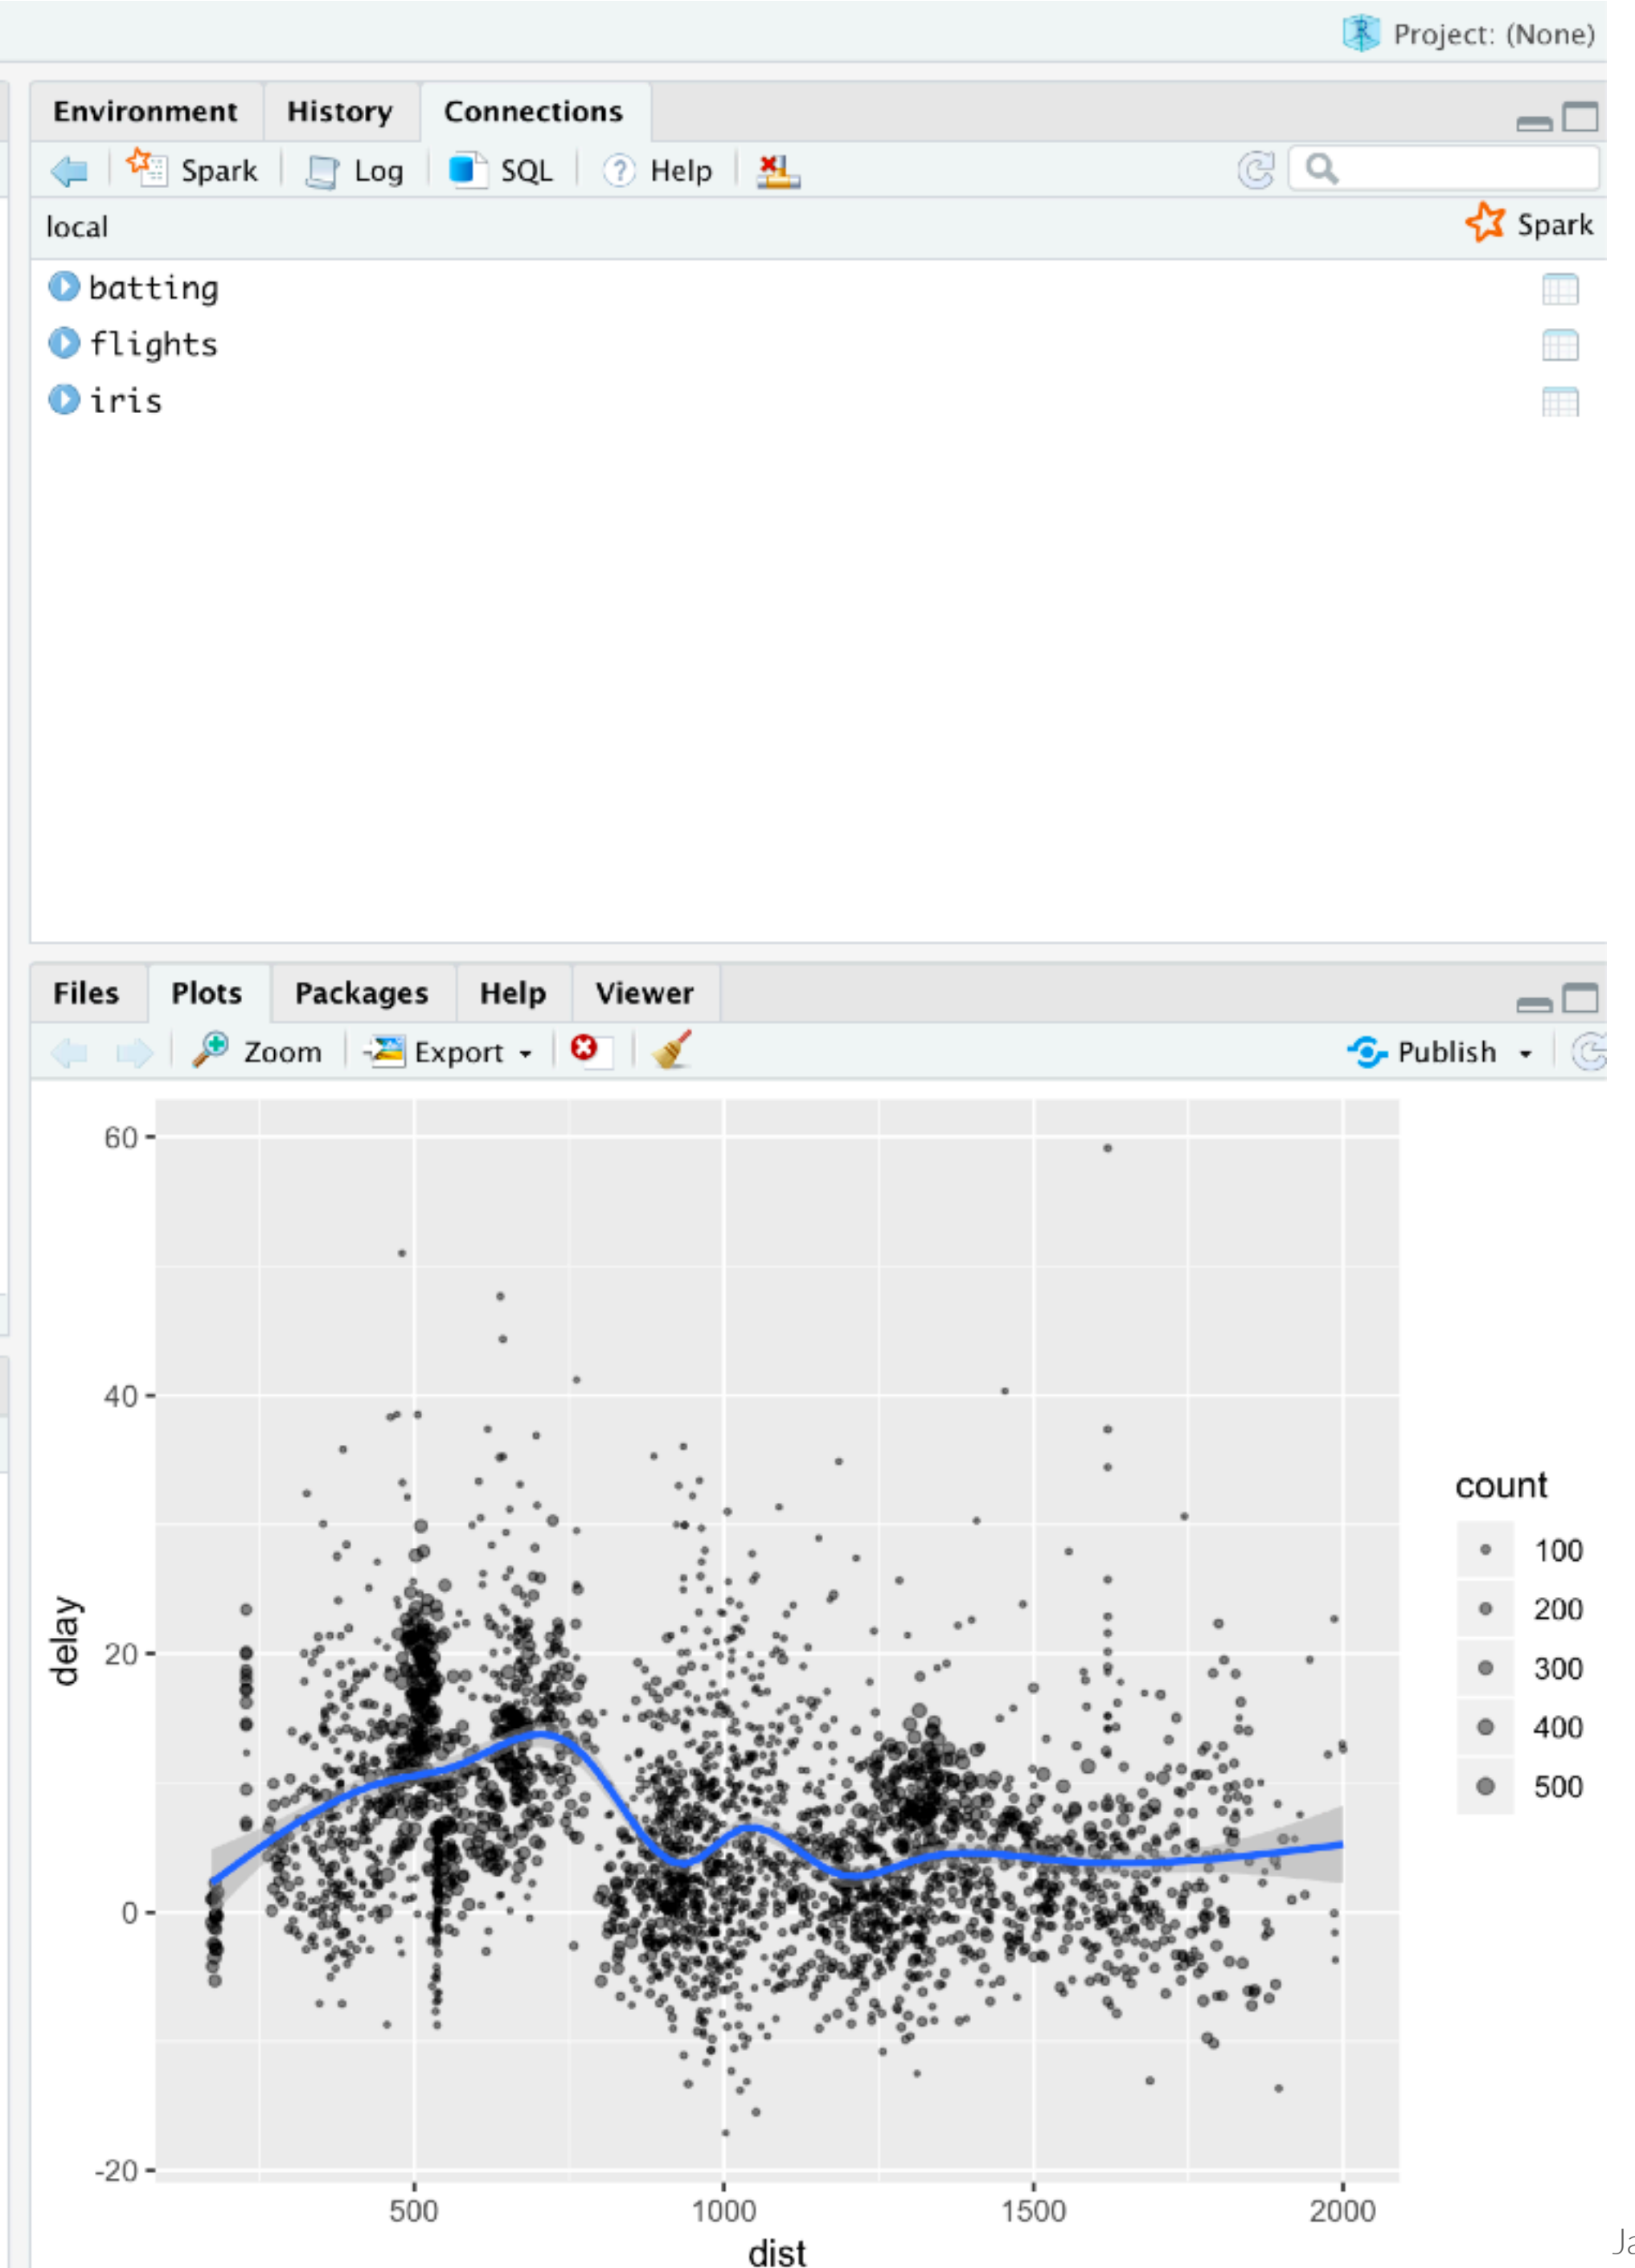 Project: (None)
Environment History Connections
Spark Log SQL ? Help
local Spark
batting
flights
iris
Files Plots Packages Help Viewer
Zoom Export Publish
60
40
20
0
-20
delay
500 1000 1500 2000
dist
count
100
200
300
400
500
Ja